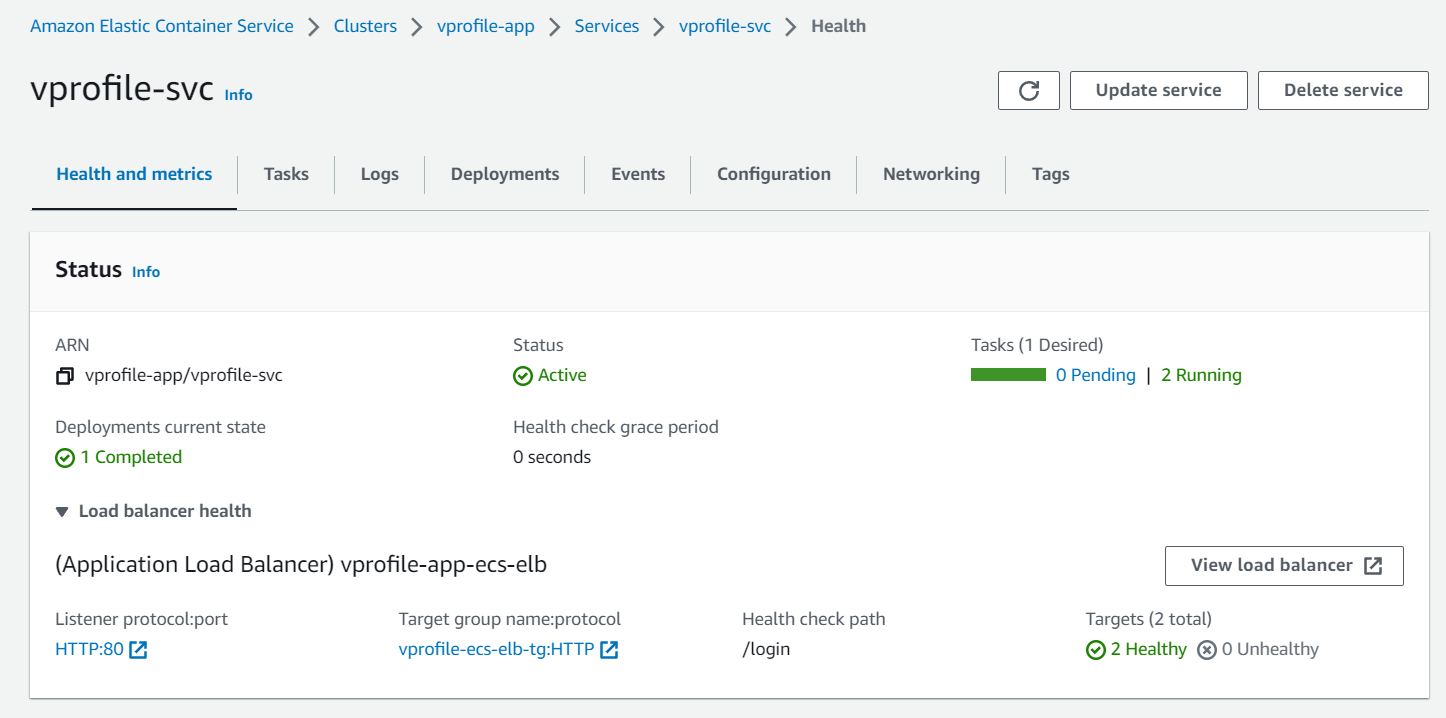 Amazon Elastic Container Service > Clusters > vprofile-app > Services > vprofile-svc > Health
vprofile-svc Info
Update service
Delete service
Health and metrics
Tasks
Logs
Deployments
Events
Configuration
Networking
Tags
Status Info
ARN
vprofile-app/vprofile-svc
Status
Active
Tasks (1 Desired)
0 Pending | 2 Running
Deployments current state
1 Completed
Health check grace period
0 seconds
Load balancer health
(Application Load Balancer) vprofile-app-ecs-elb
View load balancer
Listener protocol:port
HTTP:80
Target group name:protocol
vprofile-ecs-elb-tg:HTTP
Health check path
/login
Targets (2 total)
2 Healthy 0 Unhealthy